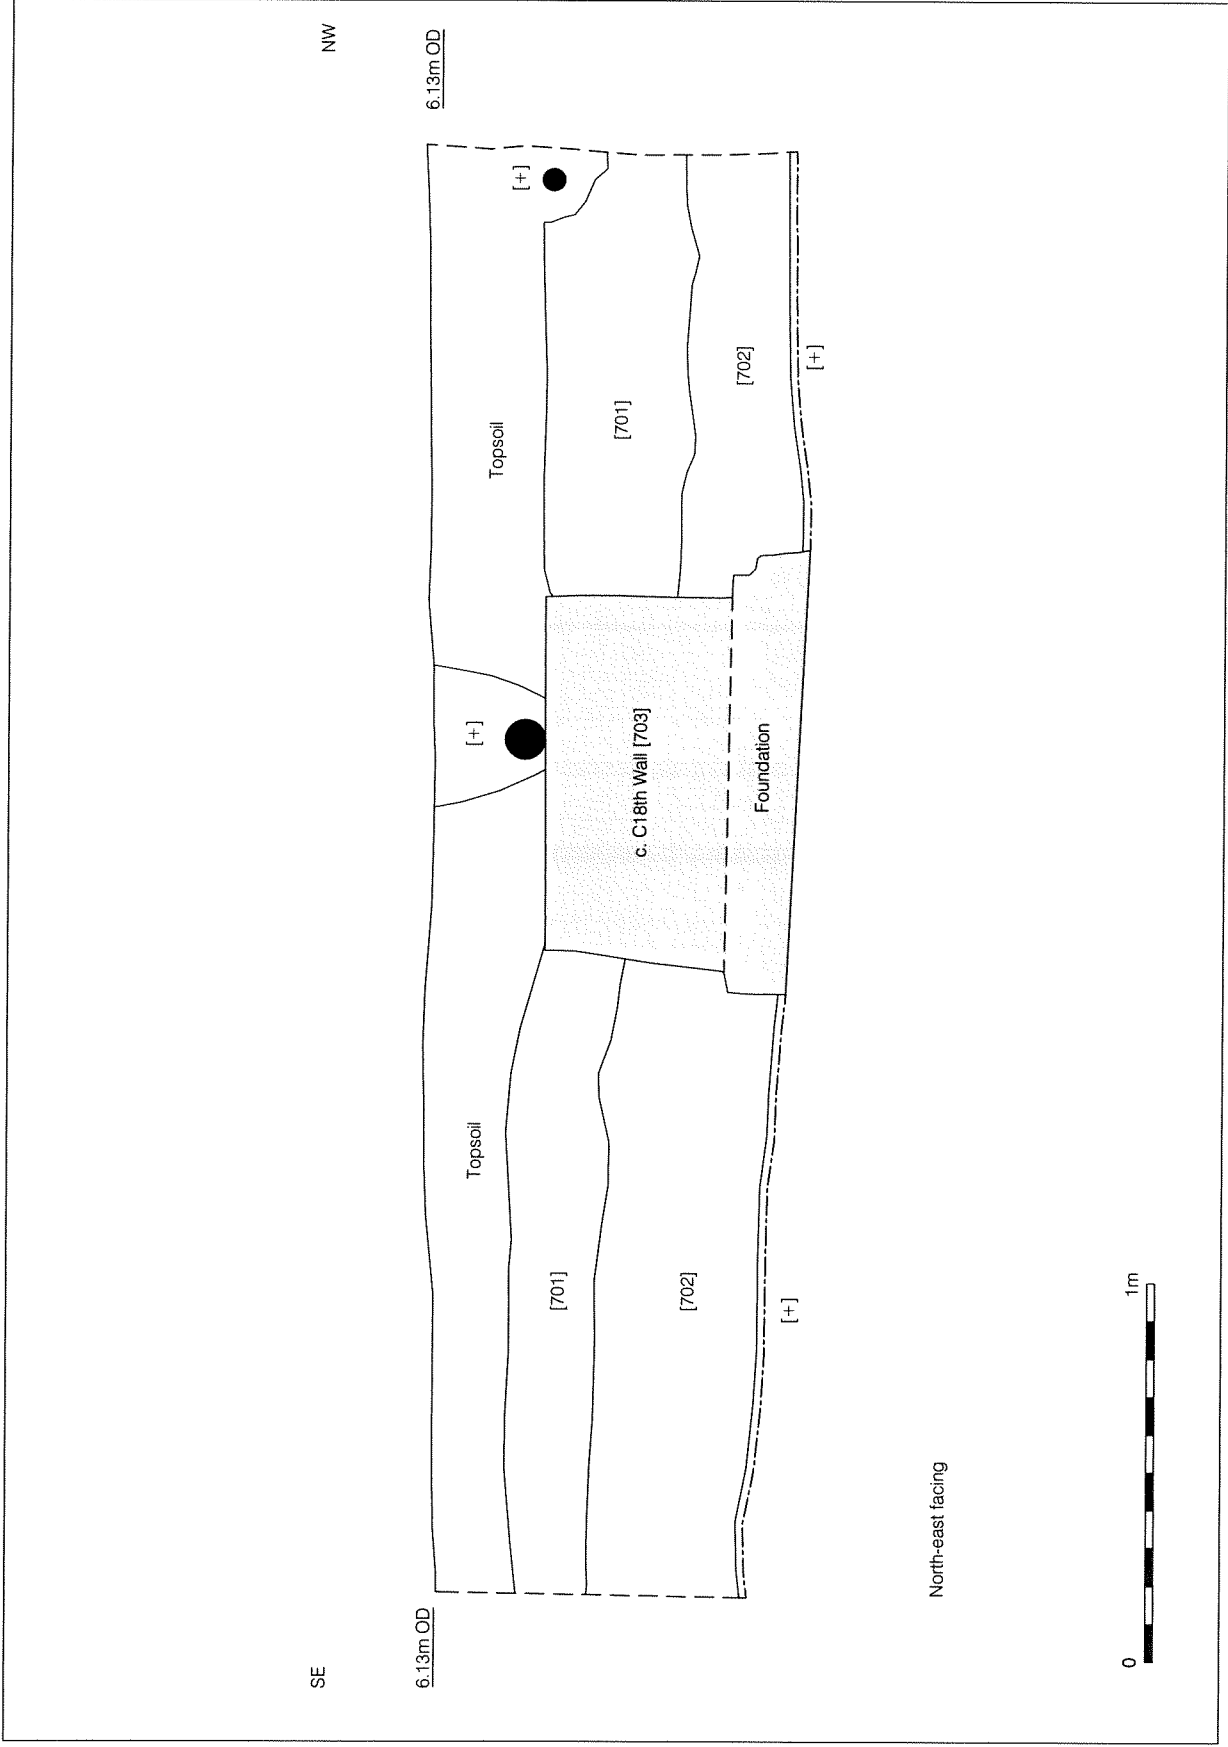 SE
NW
6.13m OD
6.13m OD
Topsoil
[+]
Topsoil
[+]
[701]
c. C18th Wall [703]
[701]
[702]
Foundation
[702]
[+]
[+]
North-east facing
0
1m